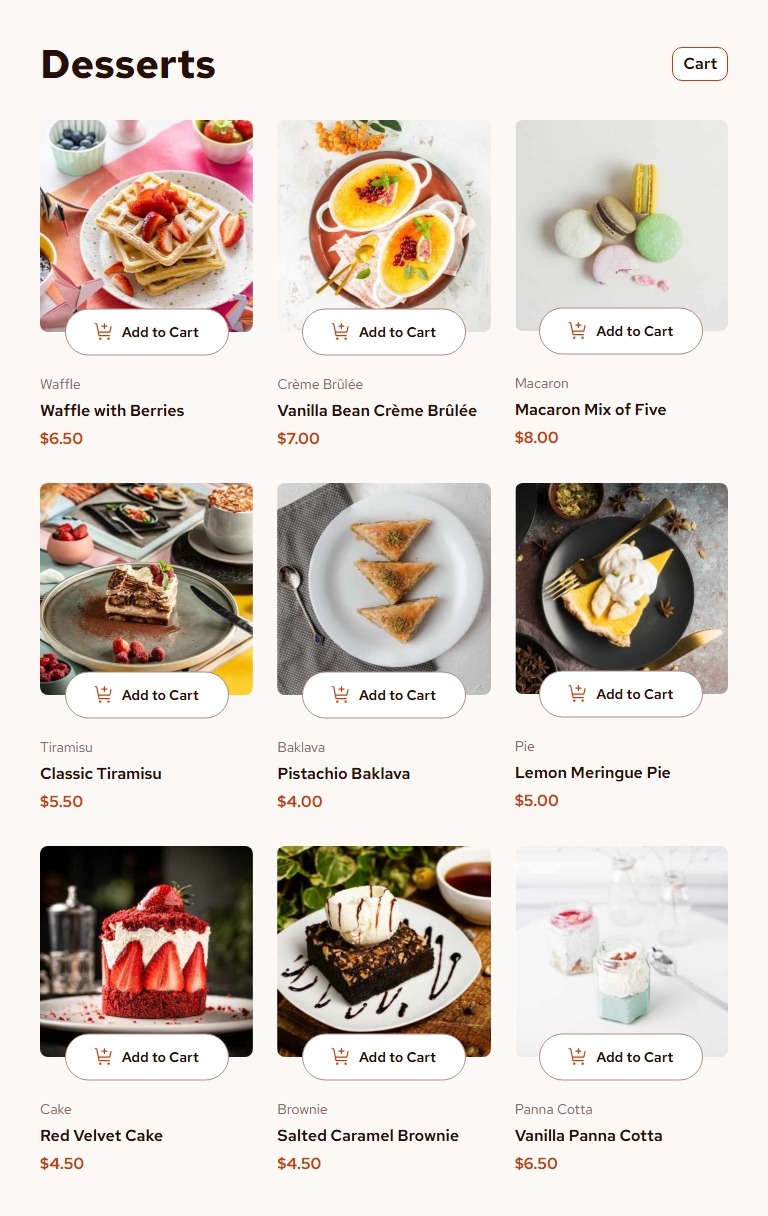 Desserts
Cart
Add to Cart
Add to Cart
Add to Cart
Waffle
Waffle with Berries
$6.50
Crème Brûlée
Vanilla Bean Crème Brûlée
$7.00
Macaron
Macaron Mix of Five
$8.00
Add to Cart
Add to Cart
Add to Cart
Tiramisu
Classic Tiramisu
$5.50
Baklava
Pistachio Baklava
$4.00
Pie
Lemon Meringue Pie
$5.00
Add to Cart
Add to Cart
Add to Cart
Cake
Red Velvet Cake
$4.50
Brownie
Salted Caramel Brownie
$4.50
Panna Cotta
Vanilla Panna Cotta
$6.50